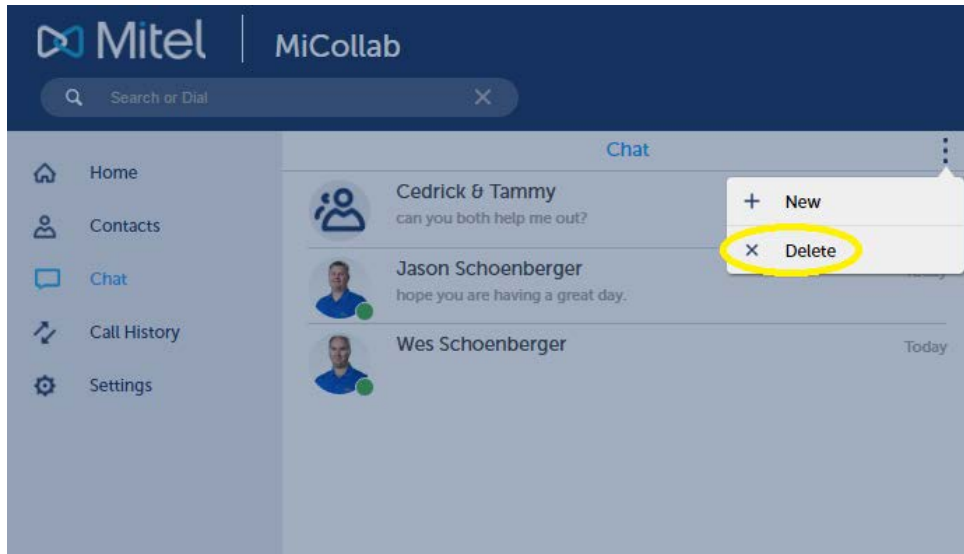 Mitel
MiCollab
Search or Dial
Home
Contacts
Chat
Call History
Settings
Chat
Cedrick & Tammy
can you both help me out?
Jason Schoenberger
hope you are having a great day.
Wes Schoenberger
Today
New
Delete